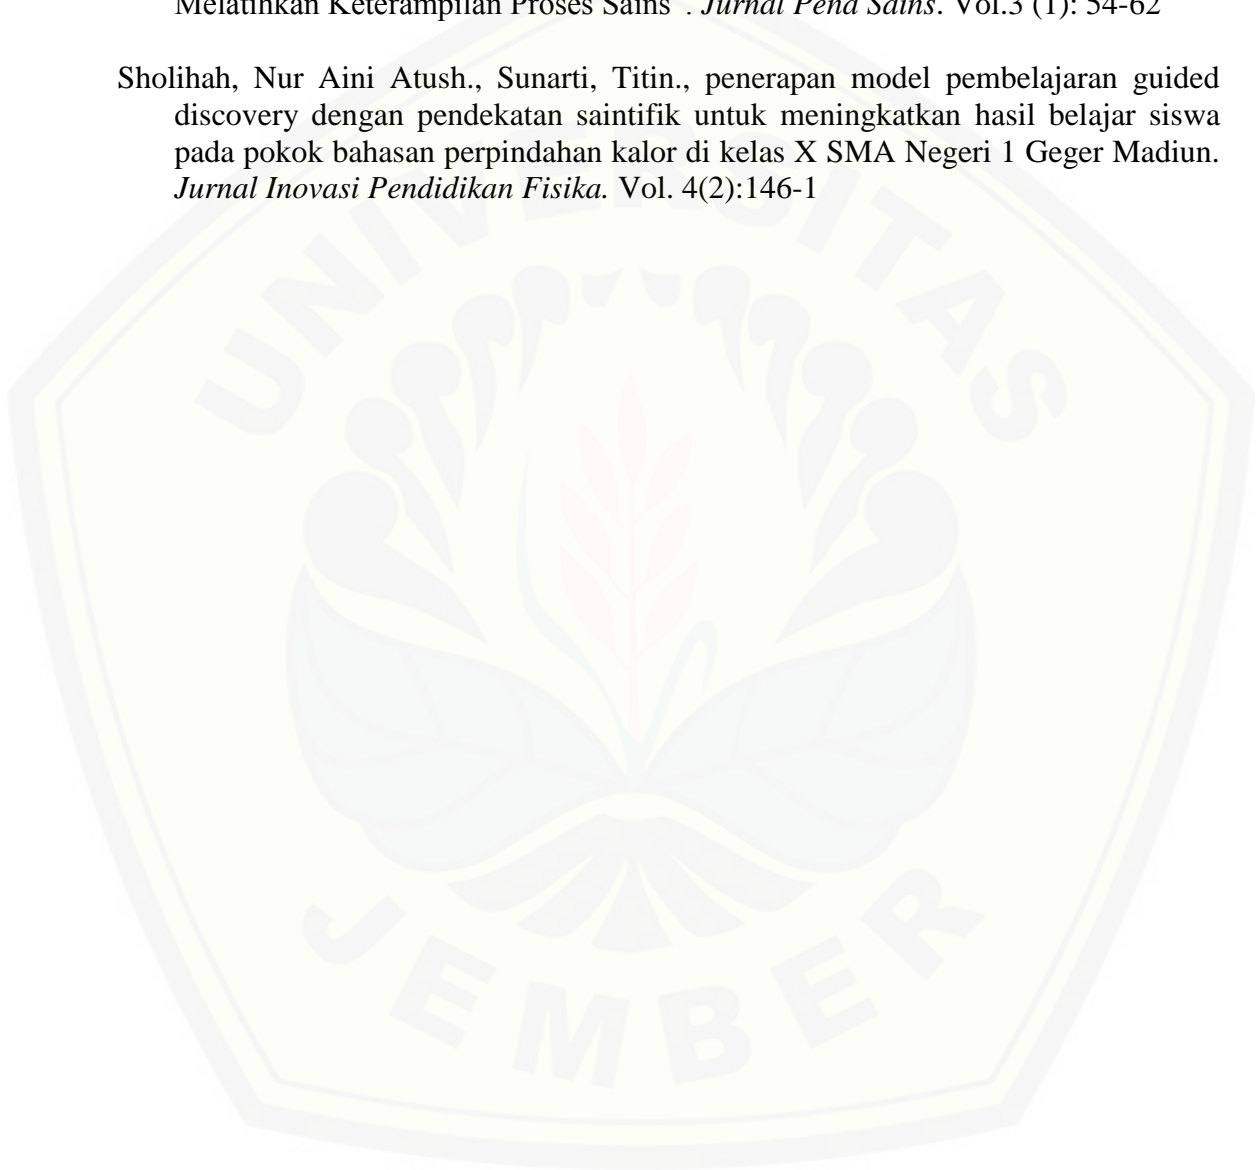 Melatihkan Keterampilan Proses Sains". Jurnal Pena Sains. Vol.3 (1): 54-62
Sholihah, Nur Aini Atush., Sunarti, Titin., penerapan model pembelajaran guided
discovery dengan pendekatan saintifik untuk meningkatkan hasil belajar siswa
pada pokok bahasan perpindahan kalor di kelas X SMA Negeri 1 Geger Madiun.
Jurnal Inovasi Pendidikan Fisika. Vol. 4(2):146-1
UNIVERSITAS
JEMBER